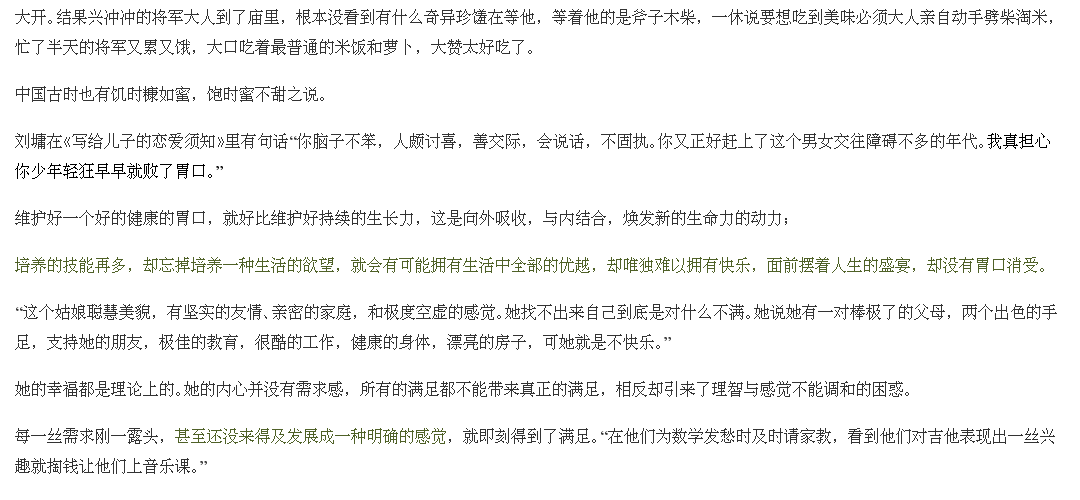 大开。结果兴冲冲的将军大人到了庙里，根本没看到有什么奇异珍馐在等他，等着他的是斧子木柴，一休说要想吃到美味必须大人亲自动手劈柴淘米，
忙了半天的将军又累又饿，大口吃着最普通的米饭和萝卜，大赞太好吃了。
中国古时也有饥时糠如蜜，饱时蜜不甜之说。
刘墉在《写给儿子的恋爱须知》里有句话“你脑子不笨，人颇讨喜，善交际，会说话，不固执。你又正好赶上了这个男女交往障碍不多的年代。我真担心
你少年轻狂早早就败了胃口。”
维护好一个好的健康的胃口，就好比维护好持续的生长力，这是向外吸收，与内结合，焕发新的生命力的动力；
培养的技能再多，却忘掉培养一种生活的欲望，就会有可能拥有生活中全部的优越，却唯独难以拥有快乐，面前摆着人生的盛宴，却没有胃口消受。
“这个姑娘聪慧美貌，有坚实的友情、亲密的家庭，和极度空虚的感觉。她找不出来自己到底是对什么不满。她说她有一对棒极了的父母，两个出色的手
足，支持她的朋友，极佳的教育，很酷的工作，健康的身体，漂亮的房子，可她就是不快乐。”
她的幸福都是理论上的。她的内心并没有需求感，所有的满足都不能带来真正的满足，相反却引来了理智与感觉不能调和的困惑。
每一丝需求刚一露头，甚至还没来得及发展成一种明确的感觉，就即刻得到了满足。“在他们为数学发愁时及时请家教，看到他们对吉他表现出一丝兴
趣就掏钱让他们上音乐课。”